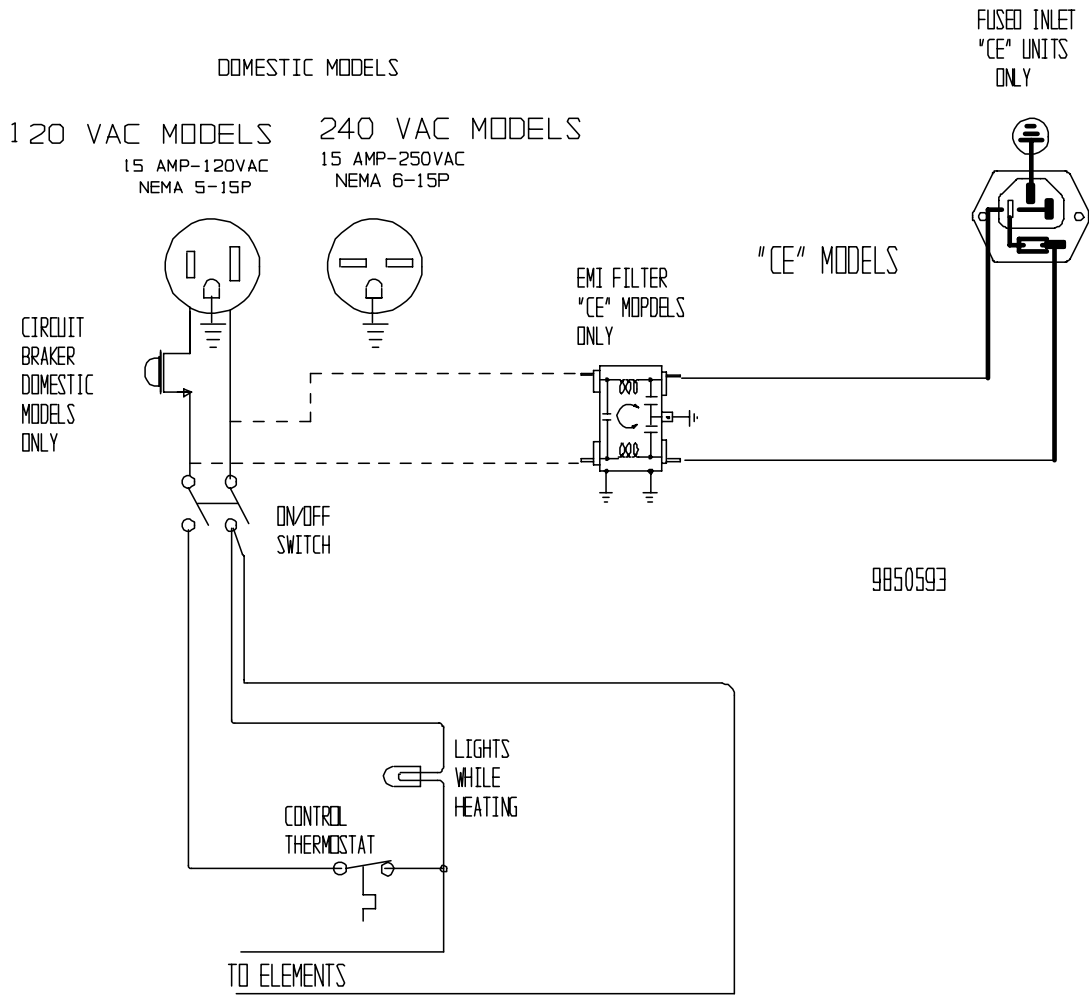 DOMESTIC MODELS
120 VAC MODELS
15 AMP-120VAC
NEMA 5-15P
240 VAC MODELS
15 AMP-250VAC
NEMA 6-15P
FUSED INLET
"CE" UNITS
ONLY
"CE" MODELS
EMI FILTER
"CE" MOPDELS
ONLY
CIRCUIT
BRAKER
DOMESTIC
MODELS
ONLY
ON/OFF
SWITCH
9850593
LIGHTS
WHILE
HEATING
CONTROL
THERMOSTAT
TO ELEMENTS